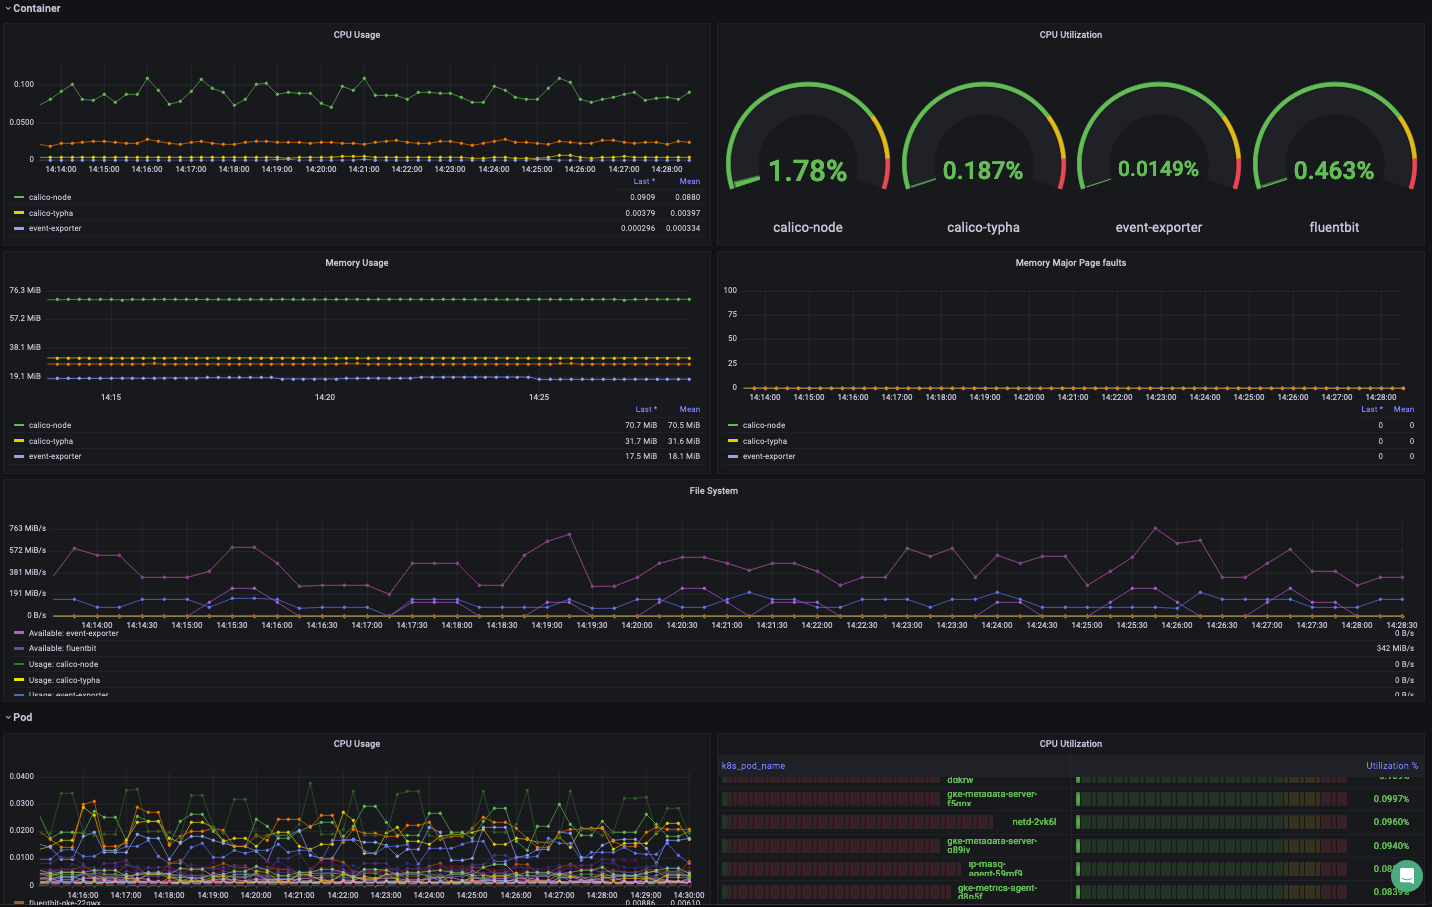 Container
CPU Usage
0.100
0.0500
0
14:14:00 14:15:00 14:16:00 14:17:00 14:18:00 14:19:00 14:20:00 14:21:00 14:22:00 14:23:00 14:24:00 14:25:00 14:26:00 14:27:00 14:28:00
Last * Mean
calico-node 0.0909 0.0880
calico-typha 0.00379 0.00397
event-exporter 0.000296 0.000334
CPU Utilization
1.78% 0.187% 0.0149% 0.463%
calico-node calico-typha event-exporter fluentbit
Memory Usage
76.3 MiB
57.2 MiB
38.1 MiB
19.1 MiB
14:15 14:20 14:25
Last * Mean
calico-node 70.7 MiB 70.5 MiB
calico-typha 31.7 MiB 31.6 MiB
event-exporter 17.5 MiB 18.1 MiB
Memory Major Page faults
100
75
50
25
0
14:14:00 14:15:00 14:16:00 14:17:00 14:18:00 14:19:00 14:20:00 14:21:00 14:22:00 14:23:00 14:24:00 14:25:00 14:26:00 14:27:00 14:28:00
Last * Mean
calico-node 0 0
calico-typha 0 0
event-exporter 0 0
File System
763 MiB/s
572 MiB/s
381 MiB/s
191 MiB/s
0 B/s
14:14:00 14:14:30 14:15:00 14:15:30 14:16:00 14:16:30 14:17:00 14:17:30 14:18:00 14:18:30 14:19:00 14:19:30 14:20:00 14:20:30 14:21:00 14:21:30 14:22:00 14:22:30 14:23:00 14:23:30 14:24:00 14:24:30 14:25:00 14:25:30 14:26:00 14:26:30 14:27:00 14:27:30 14:28:00 14:28:30
Available: event-exporter 0 B/s
Available: fluentbit 342 MiB/s
Usage: calico-node 0 B/s
Usage: calico-typha 0 B/s
Usage: event-exporter 0 B/s
Pod
CPU Usage
0.0400
0.0300
0.0200
0.0100
0
14:16:00 14:17:00 14:18:00 14:19:00 14:20:00 14:21:00 14:22:00 14:23:00 14:24:00 14:25:00 14:26:00 14:27:00 14:28:00 14:29:00 14:30:00
0.00886 0.00610
CPU Utilization
k8s_pod_name Utilization %
ddkrw
gke-metadata-server- 0.0997%
netd-2vk6l 0.0960%
gke-metadata-server- 0.0940%
ip-masq-
agent-59mf9
gke-metrics-agent- 0.0839%